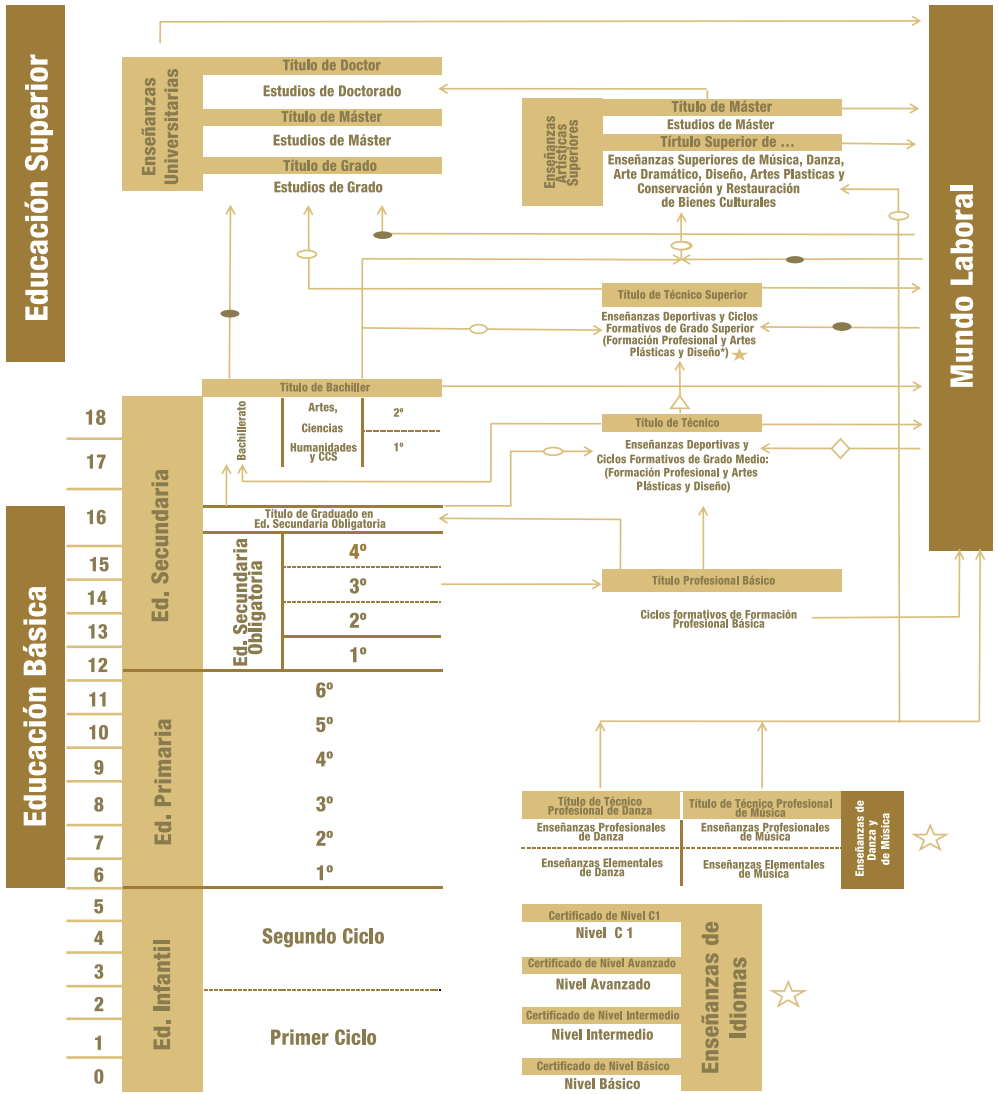 Educación Superior
Enseñanzas
Universitarias
Título de Doctor
Estudios de Doctorado
Título de Máster
Estudios de Máster
Título de Grado
Estudios de Grado
Enseñanzas
Artísticas
Superiores
Título de Máster
Estudios de Máster
Tírtulo Superior de ...
Enseñanzas Superiores de Música, Danza,
Arte Dramático, Diseño, Artes Plasticas y
Conservación y Restauración
de Bienes Culturales
Mundo Laboral
Título de Técnico Superior
Enseñanzas Deportivas y Ciclos
Formativos de Grado Superior
(Formación Profesional y Artes
Plásticas y Diseño*)
Título de Bachiller
Bachillerato
Artes,
Ciencias
Humanidades
y CCS
2º
1º
Título de Técnico
Enseñanzas Deportivas y
Ciclos Formativos de Grado Medio:
(Formación Profesional y Artes
Plásticas y Diseño)
Título de Graduado en
Ed. Secundaria Obligatoria
Ed. Secundaria
Obligatoria
4º
3º
2º
1º
Título Profesional Básico
Ciclos formativos de Formación
Profesional Básica
Educación Básica
18
17
16
15
14
13
12
11
10
9
8
7
6
5
4
3
2
1
0
Ed. Secundaria
Ed. Primaria
Ed. Infantil
6º
5º
4º
3º
2º
1º
Segundo Ciclo
Primer Ciclo
Título de Técnico
Profesional de Danza
Título de Técnico Profesional
de Música
Enseñanzas Profesionales
de Danza
Enseñanzas Profesionales
de Música
Enseñanzas Elementales
de Danza
Enseñanzas Elementales
de Música
Enseñanzas de
Danza y
de Música
Certificado de Nivel C1
Nivel C 1
Certificado de Nivel Avanzado
Nivel Avanzado
Certificado de Nivel Intermedio
Nivel Intermedio
Certificado de Nivel Básico
Nivel Básico
Enseñanzas de
Idiomas